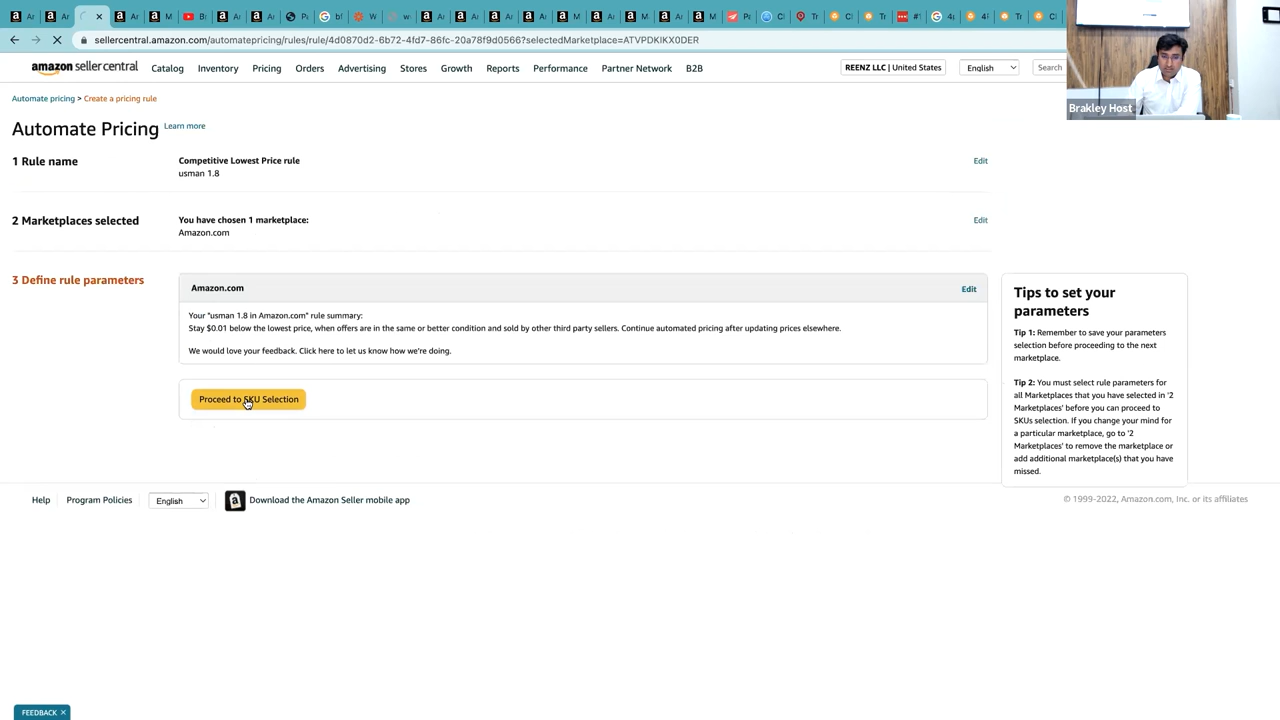 sellercentral.amazon.com/automatepricing/rules/rule/4d0870d2-6b72-4fd7-86fc-20a78f9d0566?selectedMarketplace=ATVPDKIKX0DER
amazon seller central
Catalog Inventory Pricing Orders Advertising Stores Growth Reports Performance Partner Network B2B
REENZ LLC | United States
English
Search
Brakley Host
Automate pricing > Create a pricing rule
Automate Pricing Learn more
1 Rule name
Competitive Lowest Price rule
usman 1.8
Edit
2 Marketplaces selected
You have chosen 1 marketplace:
Amazon.com
Edit
3 Define rule parameters
Amazon.com
Edit
Your "usman 1.8 in Amazon.com" rule summary:
Stay $0.01 below the lowest price, when offers are in the same or better condition and sold by other third party sellers. Continue automated pricing after updating prices elsewhere.
We would love your feedback. Click here to let us know how we're doing.
Proceed to SKU Selection
Tips to set your
parameters
Tip 1: Remember to save your parameters
selection before proceeding to the next
marketplace.
Tip 2: You must select rule parameters for
all Marketplaces that you have selected in '2
Marketplaces' before you can proceed to
SKUs selection. If you change your mind for
a particular marketplace, go to '2
Marketplaces' to remove the marketplace or
add additional marketplace(s) that you have
missed.
Help Program Policies English Download the Amazon Seller mobile app
© 1999-2022, Amazon.com, Inc. or its affiliates
FEEDBACK ×